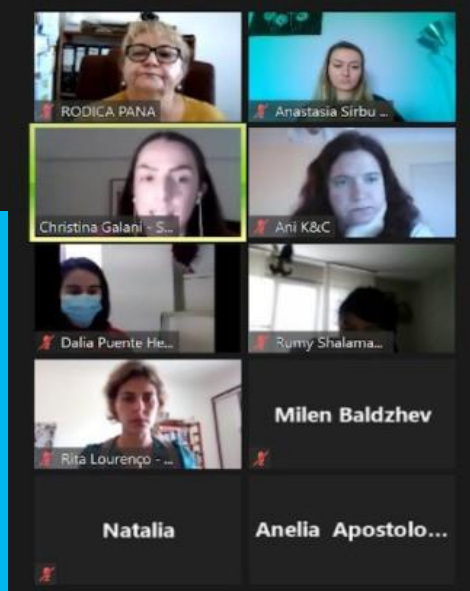 RODICA PANA
Anastasia Sirbu ...
Christina Galani - S...
Ani K&C
Dalia Puente He...
Rumy Shalama...
Rita Lourenço - ...
Milen Baldzhev
Natalia
Anelia Apostolo...